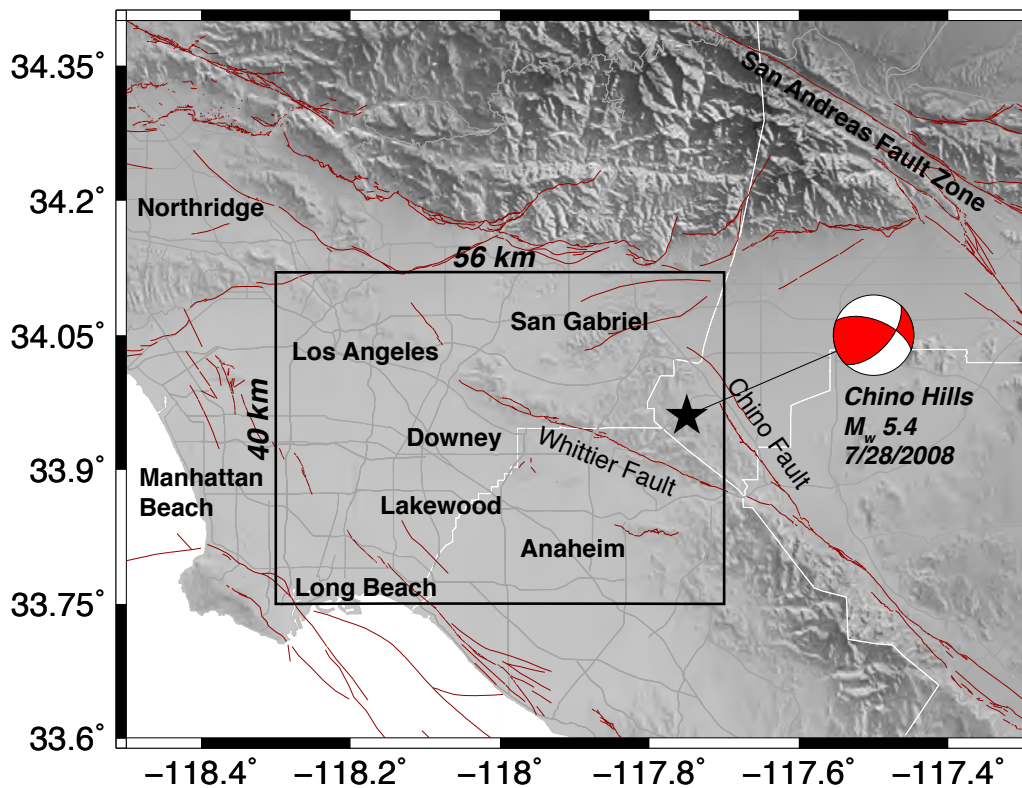 34.35°
San Andreas Fault Zone
34.2°
Northridge
56 km
34.05°
San Gabriel
Los Angeles
40 km
Chino Fault
Chino Hills
Mw 5.4
7/28/2008
Downey
Whittier Fault
33.9°
Manhattan
Beach
Lakewood
Anaheim
Long Beach
33.75°
33.6°
−118.4° −118.2° −118° −117.8° −117.6° −117.4°